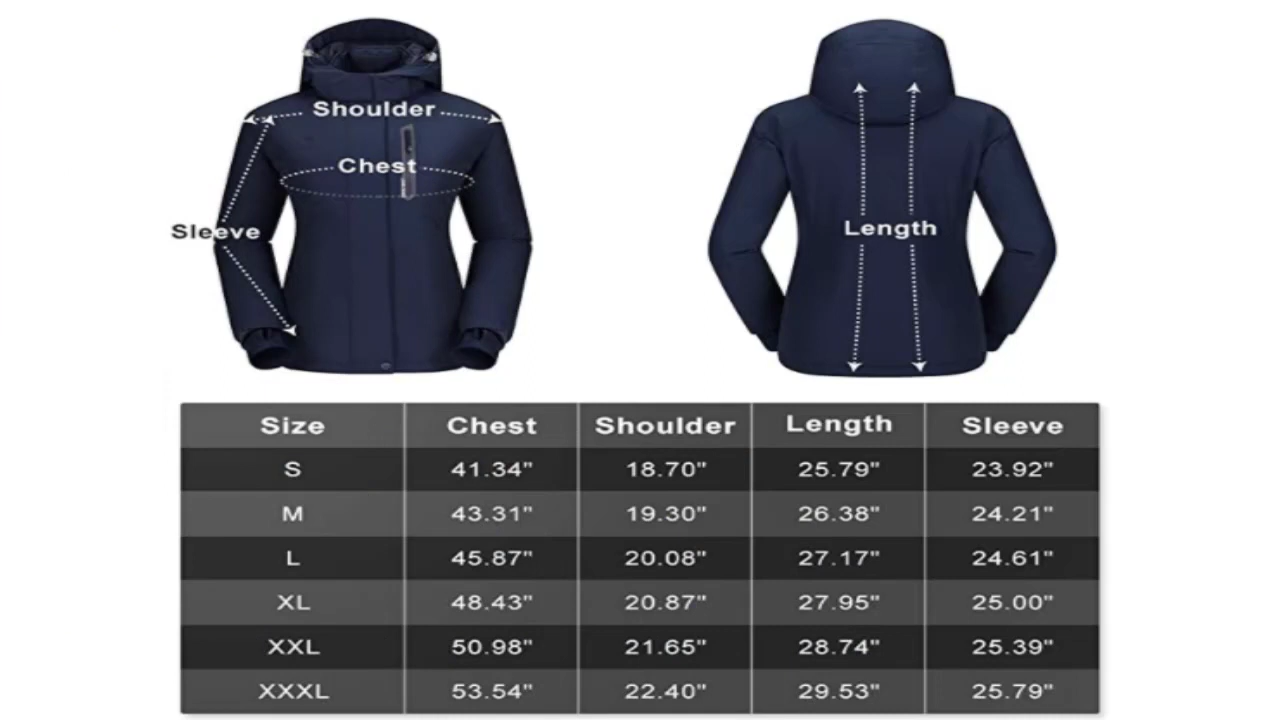 Shoulder
Chest
Sleeve
Length
Size Chest Shoulder Length Sleeve
S 41.34" 18.70" 25.79" 23.92"
M 43.31" 19.30" 26.38" 24.21"
L 45.87" 20.08" 27.17" 24.61"
XL 48.43" 20.87" 27.95" 25.00"
XXL 50.98" 21.65" 28.74" 25.39"
XXXL 53.54" 22.40" 29.53" 25.79"